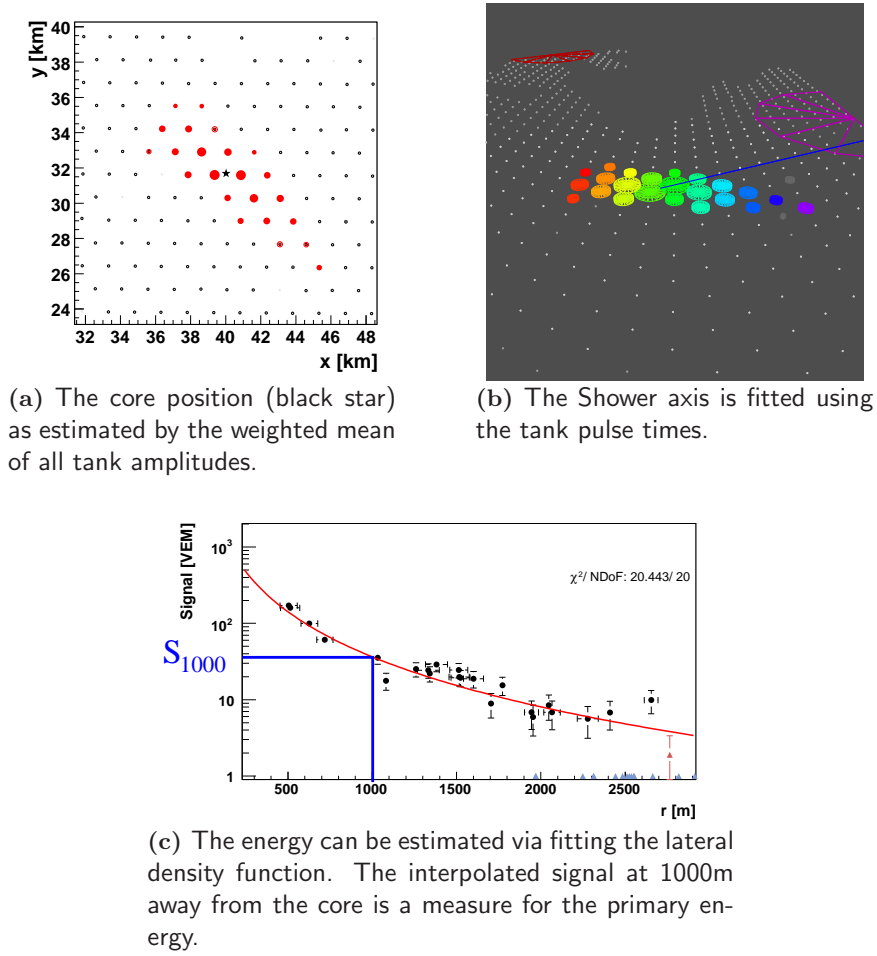 y [km]
40
38
36
34
32
30
28
26
24
32 34 36 38 40 42 44 46 48
x [km]
(a) The core position (black star)
as estimated by the weighted mean
of all tank amplitudes.
(b) The Shower axis is fitted using
the tank pulse times.
Signal [VEM]
10³
10²
10
1
χ²/ NDoF: 20.443/ 20
S₁₀₀₀
500 1000 1500 2000 2500
r [m]
(c) The energy can be estimated via fitting the lateral
density function. The interpolated signal at 1000m
away from the core is a measure for the primary en-
ergy.